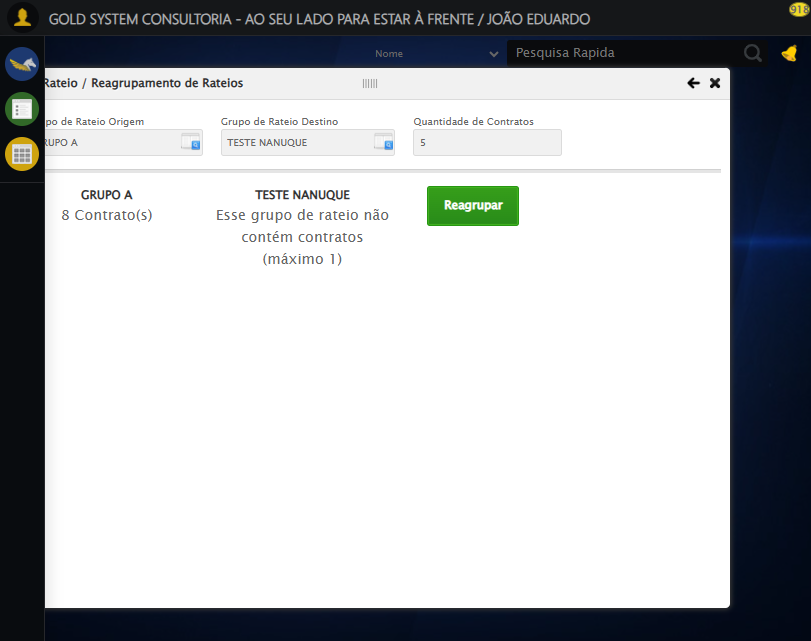 GOLD SYSTEM CONSULTORIA - AO SEU LADO PARA ESTAR À FRENTE / JOÃO EDUARDO
918
Nome
Pesquisa Rapida
Rateio / Reagrupamento de Rateios
po de Rateio Origem
Grupo de Rateio Destino
Quantidade de Contratos
RUPO A
TESTE NANUQUE
5
GRUPO A
8 Contrato(s)
TESTE NANUQUE
Esse grupo de rateio não
contém contratos
(máximo 1)
Reagrupar